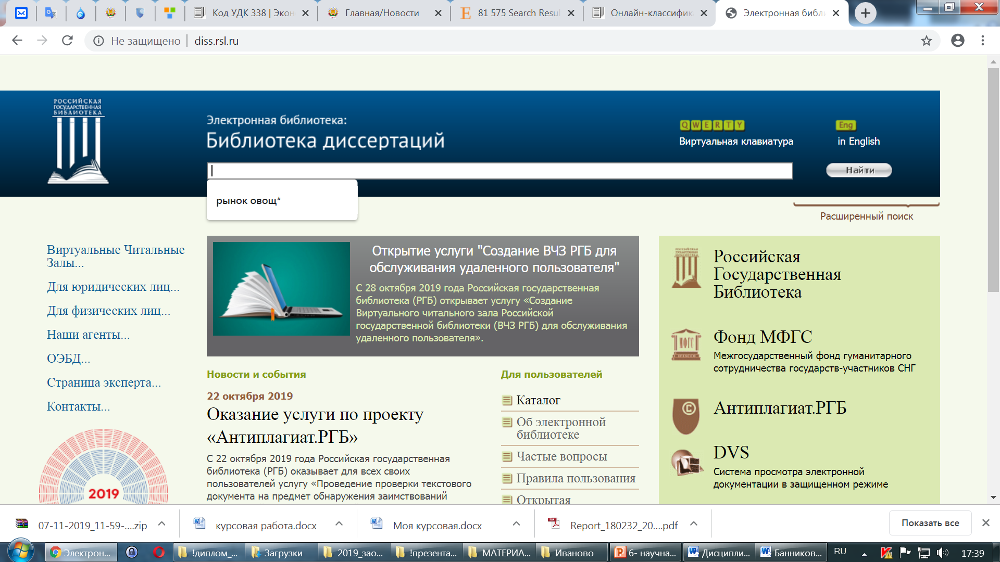 Код УДК 338 | Экон
Главная/Новости
81 575 Search Resu
Онлайн-классифик
Электронная библ
Не защищено
diss.rsl.ru
РОССИЙСКАЯ
ГОСУДАРСТВЕННАЯ
БИБЛИОТЕКА
Электронная библиотека:
Библиотека диссертаций
QWERTY
Виртуальная клавиатура
Eng
in English
Найти
рынок овощ*
Расширенный поиск
Виртуальные Читальные
Залы...
Для юридических лиц...
Для физических лиц...
Наши агенты...
ОЭБД...
Страница эксперта...
Контакты...
2019
Открытие услуги "Создание ВЧЗ РГБ для
обслуживания удаленного пользователя"
С 28 октября 2019 года Российская государственная
библиотека (РГБ) открывает услугу «Создание
Виртуального читального зала Российской
государственной библиотеки (ВЧЗ РГБ) для обслуживания
удаленного пользователя».
Новости и события
22 октября 2019
Оказание услуги по проекту
«Антиплагиат.РГБ»
С 22 октября 2019 года Российская государственная
библиотека (РГБ) оказывает для всех своих
пользователей услугу «Проведение проверки текстового
документа на предмет обнаружения заимствований
Для пользователей
Каталог
Об электронной
библиотеке
Частые вопросы
Правила пользования
Открытая
Российская
Государственная
Библиотека
МФГС
Фонд МФГС
Межгосударственный фонд гуманитарного
сотрудничества государств-участников СНГ
©
Антиплагиат.РГБ
DVS
Система просмотра электронной
документации в защищенном режиме
07-11-2019_11-59-....zip
курсовая работа.docx
Моя курсовая.docx
Report_180232_20....pdf
Показать все
Электрон...
!диплом_...
Загрузки
2019_зао...
!презента...
МАТЕРИА...
Иваново
6- научна...
Дисципли...
Банников...
RU
17:39